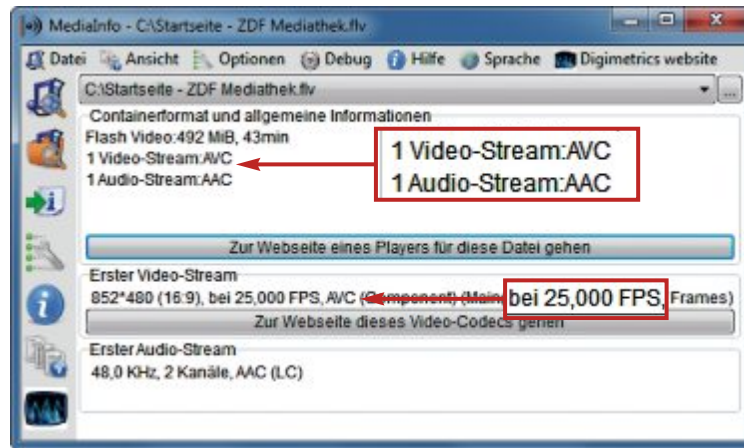 MediaInfo - C:\Startseite - ZDF Mediathek.flv
Datei Ansicht Optionen Debug Hilfe Sprache Digimetrics website
C:\Startseite - ZDF Mediathek.flv
Containerformat und allgemeine Informationen
Flash Video:492 MiB, 43min
1 Video-Stream:AVC
1 Audio-Stream:AAC
1 Video-Stream:AVC
1 Audio-Stream:AAC
Zur Webseite eines Players für diese Datei gehen
Erster Video-Stream
852*480 (16:9), bei 25,000 FPS, AVC (Component) bei 25,000 FPS, Frames)
Zur Webseite dieses Video-Codecs gehen
Erster Audio-Stream
48,0 KHz, 2 Kanäle, AAC (LC)